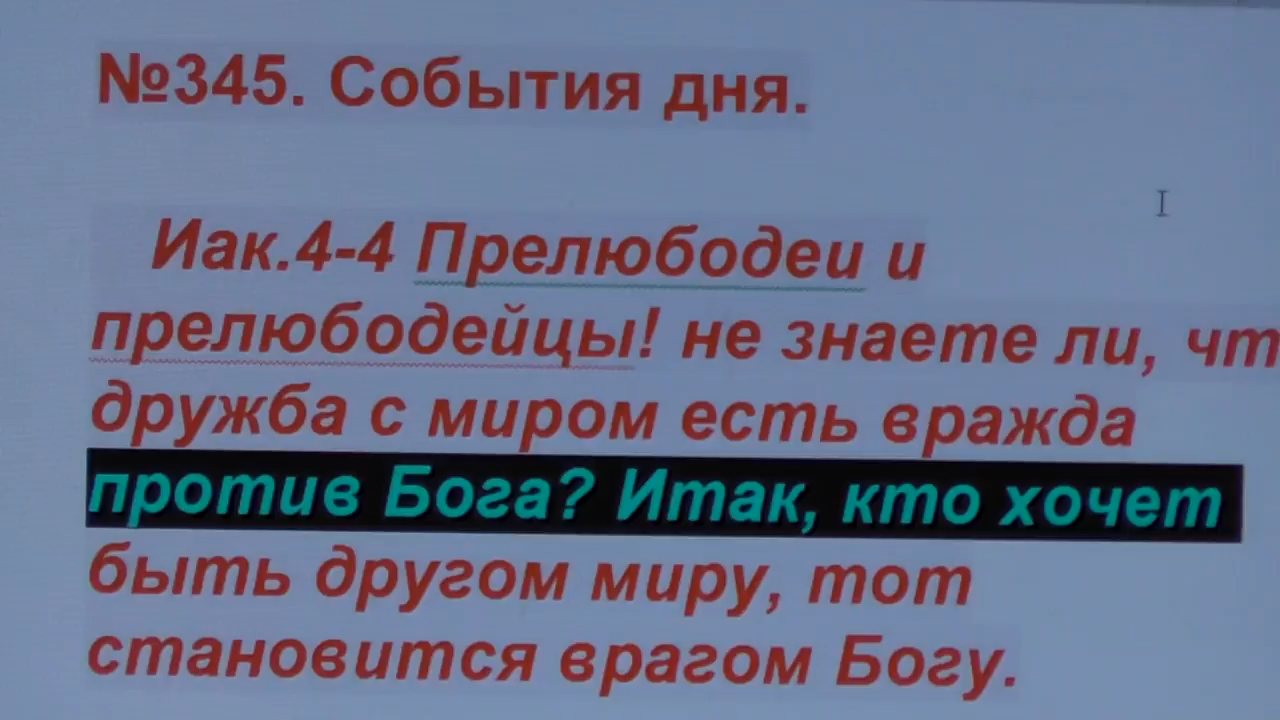 №345. События дня.
Иак.4-4 Прелюбодеи и
прелюбодейцы! не знаете ли, чт
дружба с миром есть вражда
против Бога? Итак, кто хочет
быть другом миру, тот
становится врагом Богу.